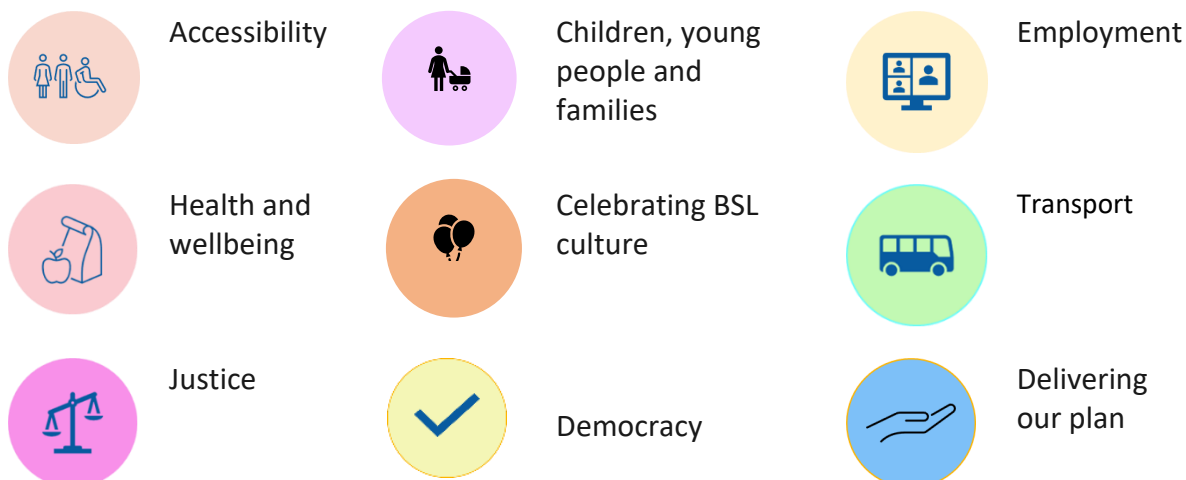 Accessibility
Children, young
people and
families
Employment
Health and
wellbeing
Celebrating BSL
culture
Transport
Justice
Democracy
Delivering
our plan